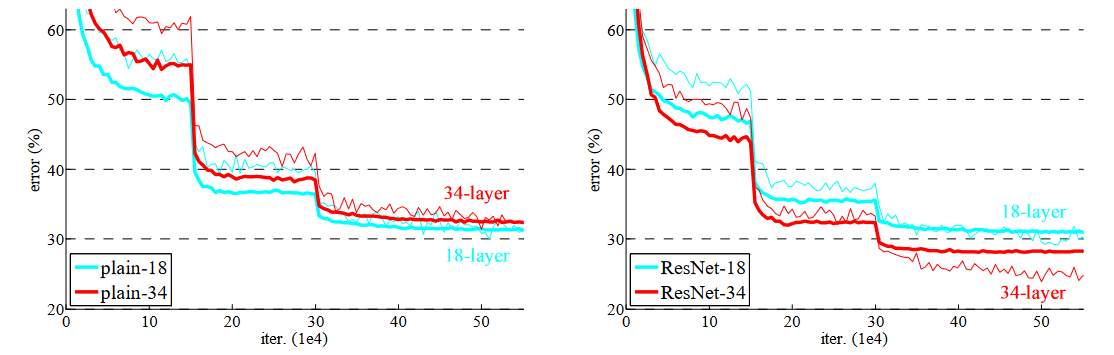 60
50
40
30
20
0
10
20
30
40
50
error (%)
iter. (1e4)
34-layer
18-layer
plain-18
plain-34
60
50
40
30
20
0
10
20
30
40
50
error (%)
iter. (1e4)
18-layer
34-layer
ResNet-18
ResNet-34